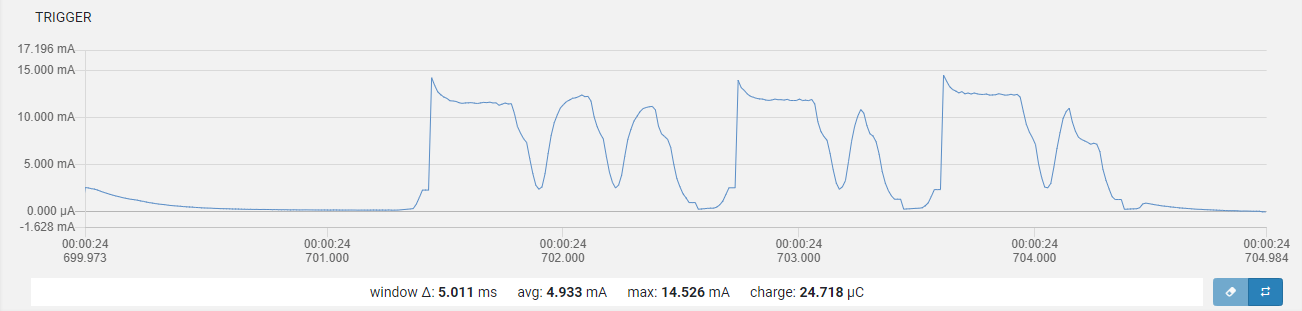 TRIGGER
17.196 mA
15.000 mA
10.000 mA
5.000 mA
0.000 µA
-1.628 mA
00:00:24 00:00:24 00:00:24 00:00:24 00:00:24 00:00:24
699.973 701.000 702.000 703.000 704.000 704.984
window Δ: 5.011 ms avg: 4.933 mA max: 14.526 mA charge: 24.718 µC